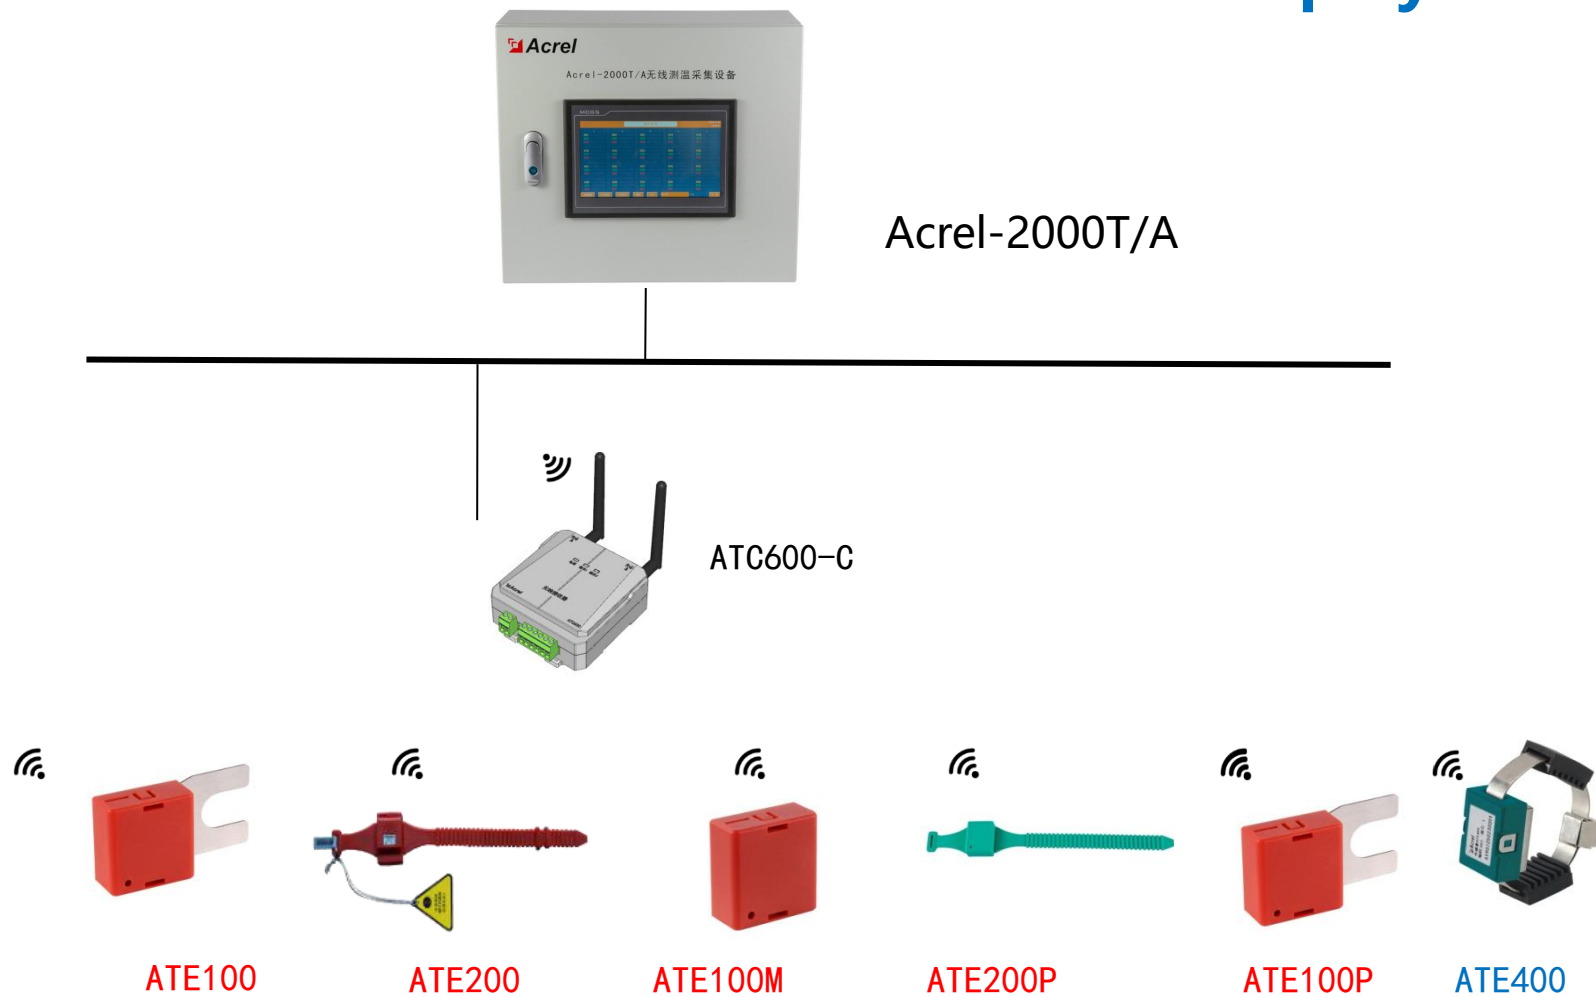 Acrel
Acrel-2000T/A无线测温采集设备
Acrel-2000T/A
ATC600-C
ATE100
ATE200
ATE100M
ATE200P
ATE100P
ATE400